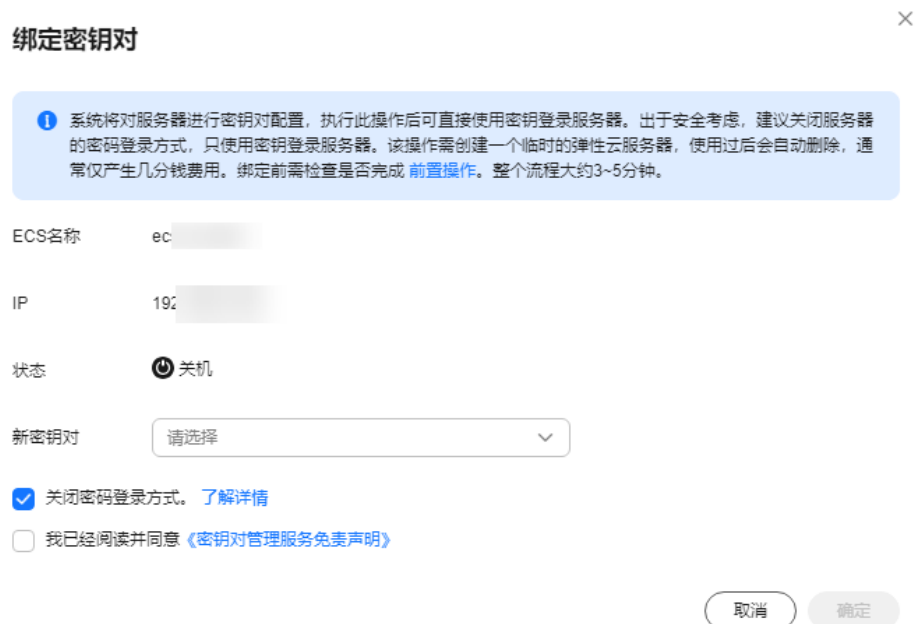 绑定密钥对
系统将对服务器进行密钥对配置，执行此操作后可直接使用密钥登录服务器。出于安全考虑，建议关闭服务器
的密码登录方式，只使用密钥登录服务器。该操作需创建一个临时的弹性云服务器，使用过后会自动删除，通
常仅产生几分钱费用。绑定前需检查是否完成 前置操作。整个流程大约3~5分钟。
ECS名称 ec
IP 192
状态 关机
新密钥对 请选择
关闭密码登录方式。 了解详情
我已经阅读并同意《密钥对管理服务免责声明》
取消 确定